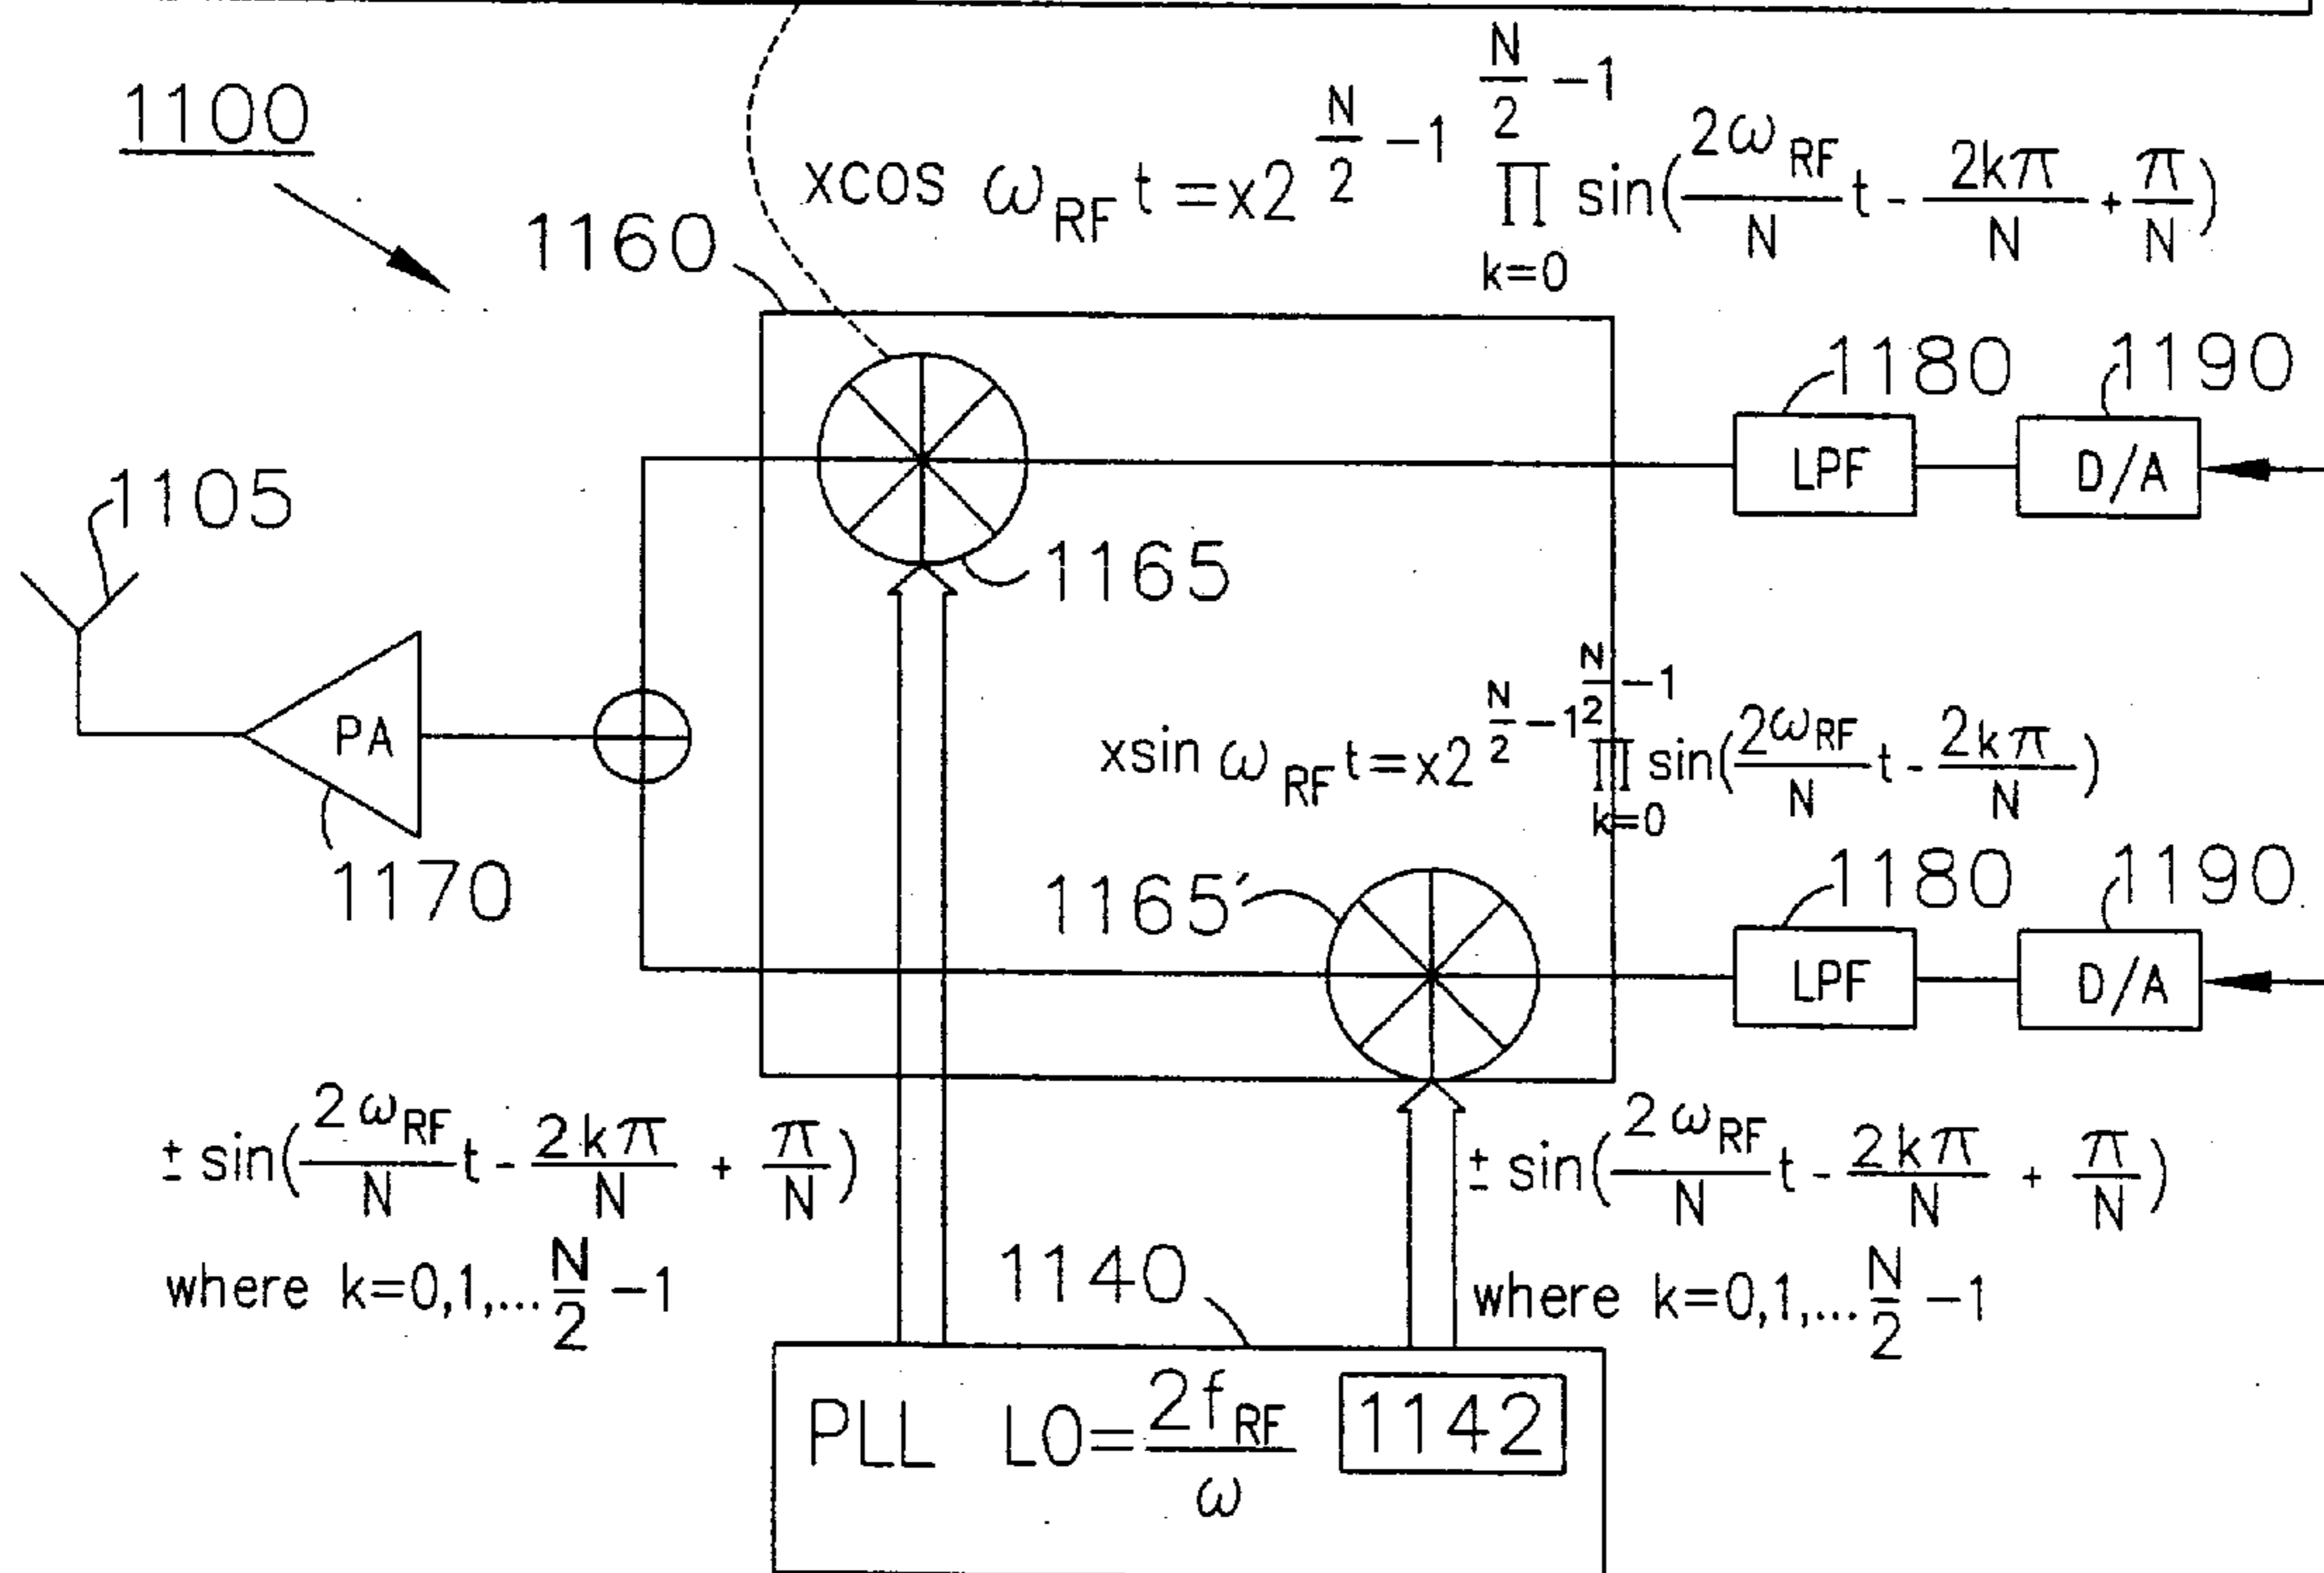 1100
xcos ω_RF t = x2^(N/2 −1) ∏_(k=0)^(N/2 −1) sin(2ω_RF/N t - 2kπ/N + π/N)
1160
1180
1190
LPF
D/A
1105
1165
PA
xsin ω_RF t = x2^(N/2 −1) ∏_(k=0)^(N/2 −1) sin(2ω_RF/N t - 2kπ/N)
1170
1165′
1180
1190
LPF
D/A
± sin(2ω_RF/N t - 2kπ/N + π/N)
where k=0,1,...N/2 −1
± sin(2ω_RF/N t - 2kπ/N + π/N)
where k=0,1,...N/2 −1
1140
PLL LO= 2f_RF/ω
1142